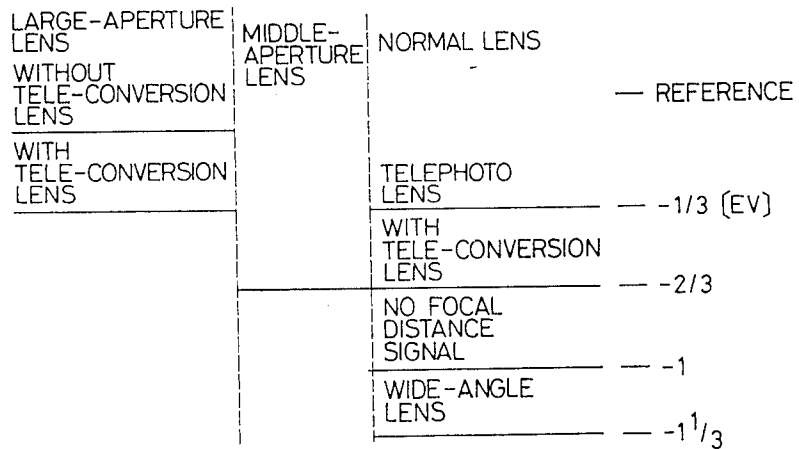 LARGE-APERTURE
LENS
WITHOUT
TELE-CONVERSION
LENS
WITH
TELE-CONVERSION
LENS
MIDDLE-
APERTURE
LENS
NORMAL LENS
TELEPHOTO
LENS
WITH
TELE-CONVERSION
LENS
NO FOCAL
DISTANCE
SIGNAL
WIDE-ANGLE
LENS
REFERENCE
-1/3 [EV]
-2/3
-1
-1 1/3